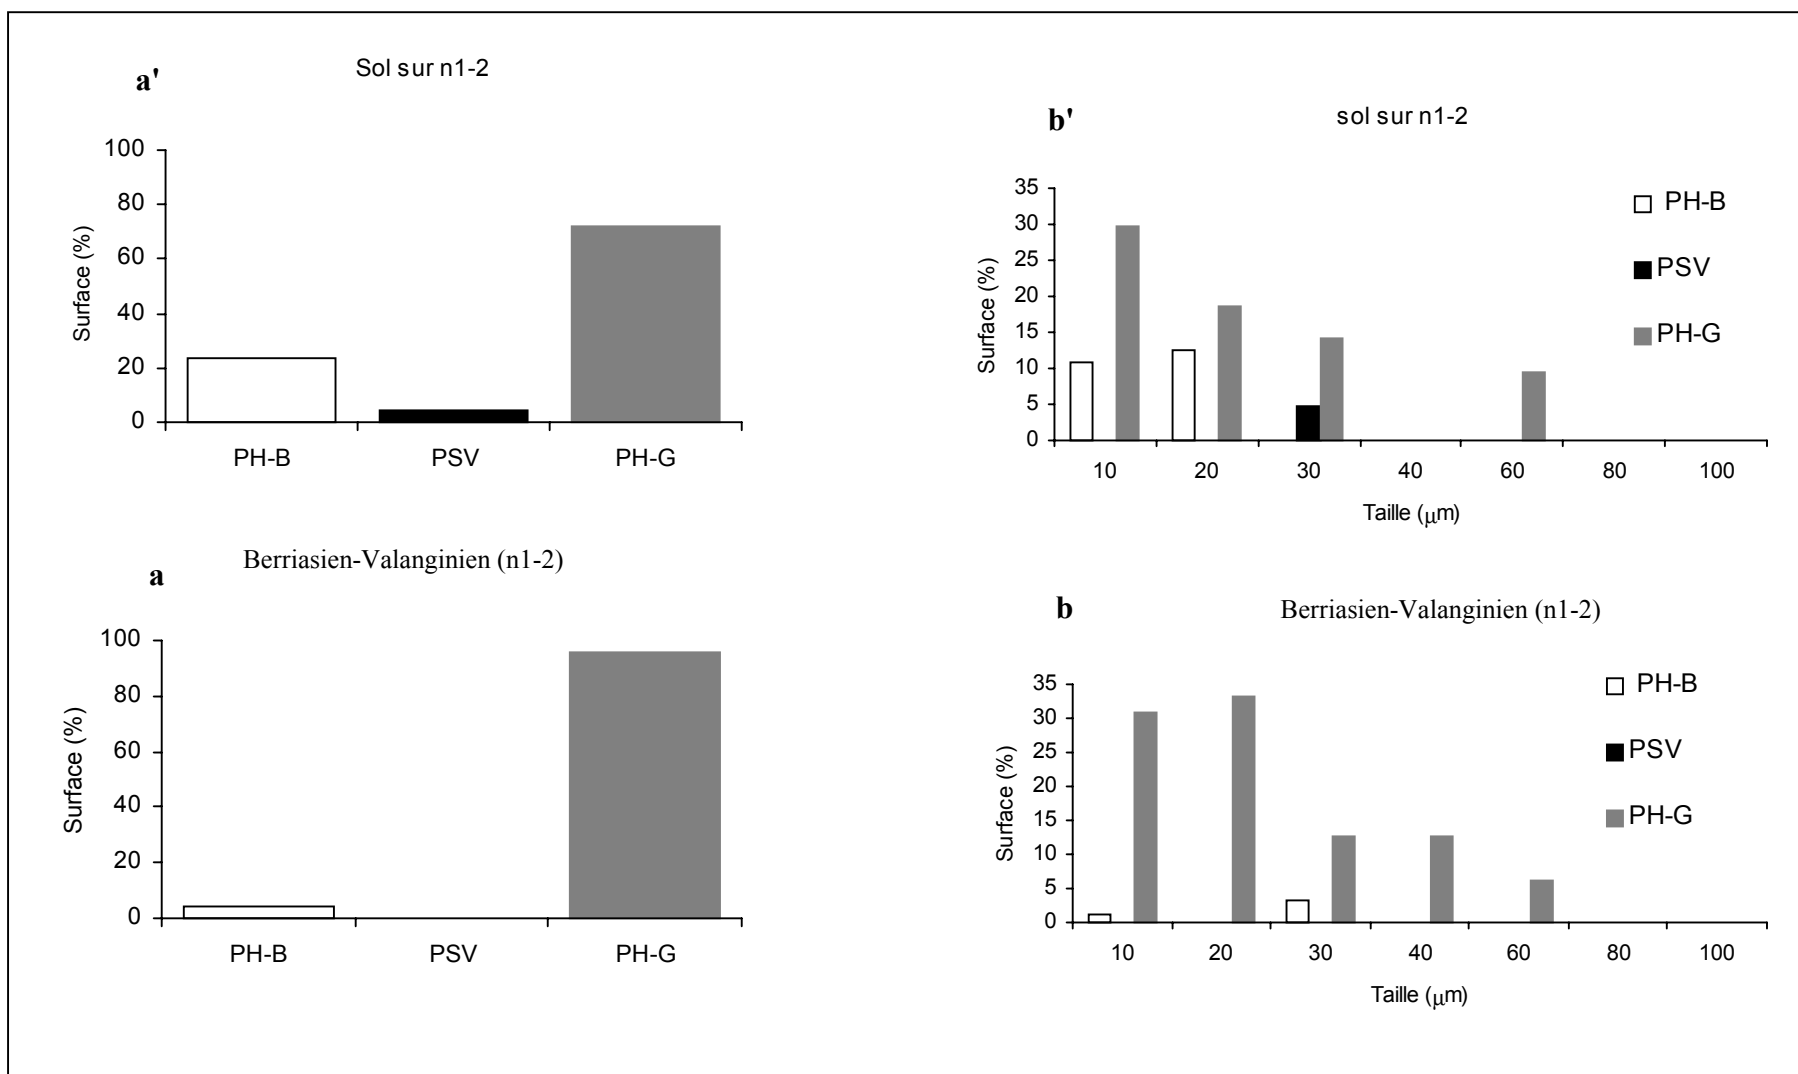 a'
Sol sur n1-2
100
80
60
40
20
0
Surface (%)
PH-B PSV PH-G
b'
sol sur n1-2
35
30
25
20
15
10
5
0
Surface (%)
10 20 30 40 60 80 100
Taille (μm)
PH-B
PSV
PH-G
a
Berriasien-Valanginien (n1-2)
100
80
60
40
20
0
Surface (%)
PH-B PSV PH-G
b
Berriasien-Valanginien (n1-2)
35
30
25
20
15
10
5
0
Surface (%)
10 20 30 40 60 80 100
Taille (μm)
PH-B
PSV
PH-G